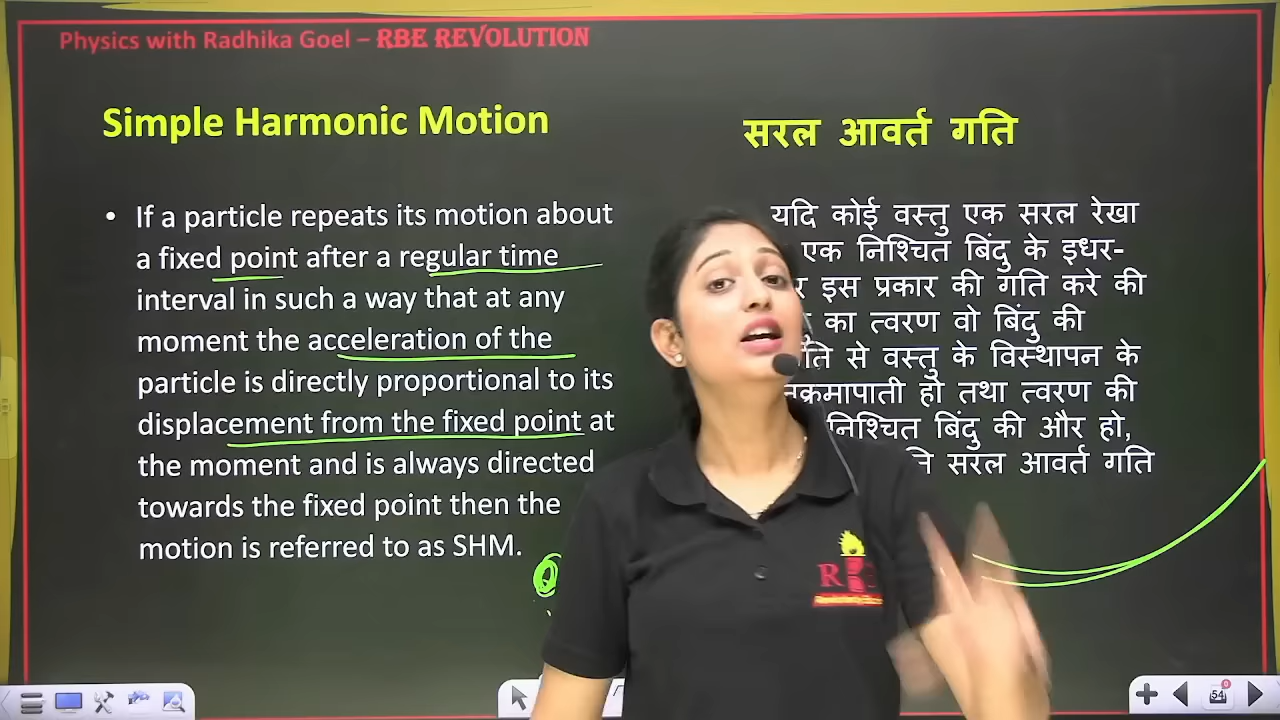 Physics with Radhika Goel – RBE REVOLUTION
Simple Harmonic Motion
• If a particle repeats its motion about
a fixed point after a regular time
interval in such a way that at any
moment the acceleration of the
particle is directly proportional to its
displacement from the fixed point at
the moment and is always directed
towards the fixed point then the
motion is referred to as SHM.
सरल आवर्त गति
यदि कोई वस्तु एक सरल रेखा
एक निश्चित बिंदु के इधर-
इस प्रकार की गति करे की
का त्वरण वो बिंदु की
से वस्तु के विस्थापन के
हो तथा त्वरण की
निश्चित बिंदु की और हो,
सरल आवर्त गति
54